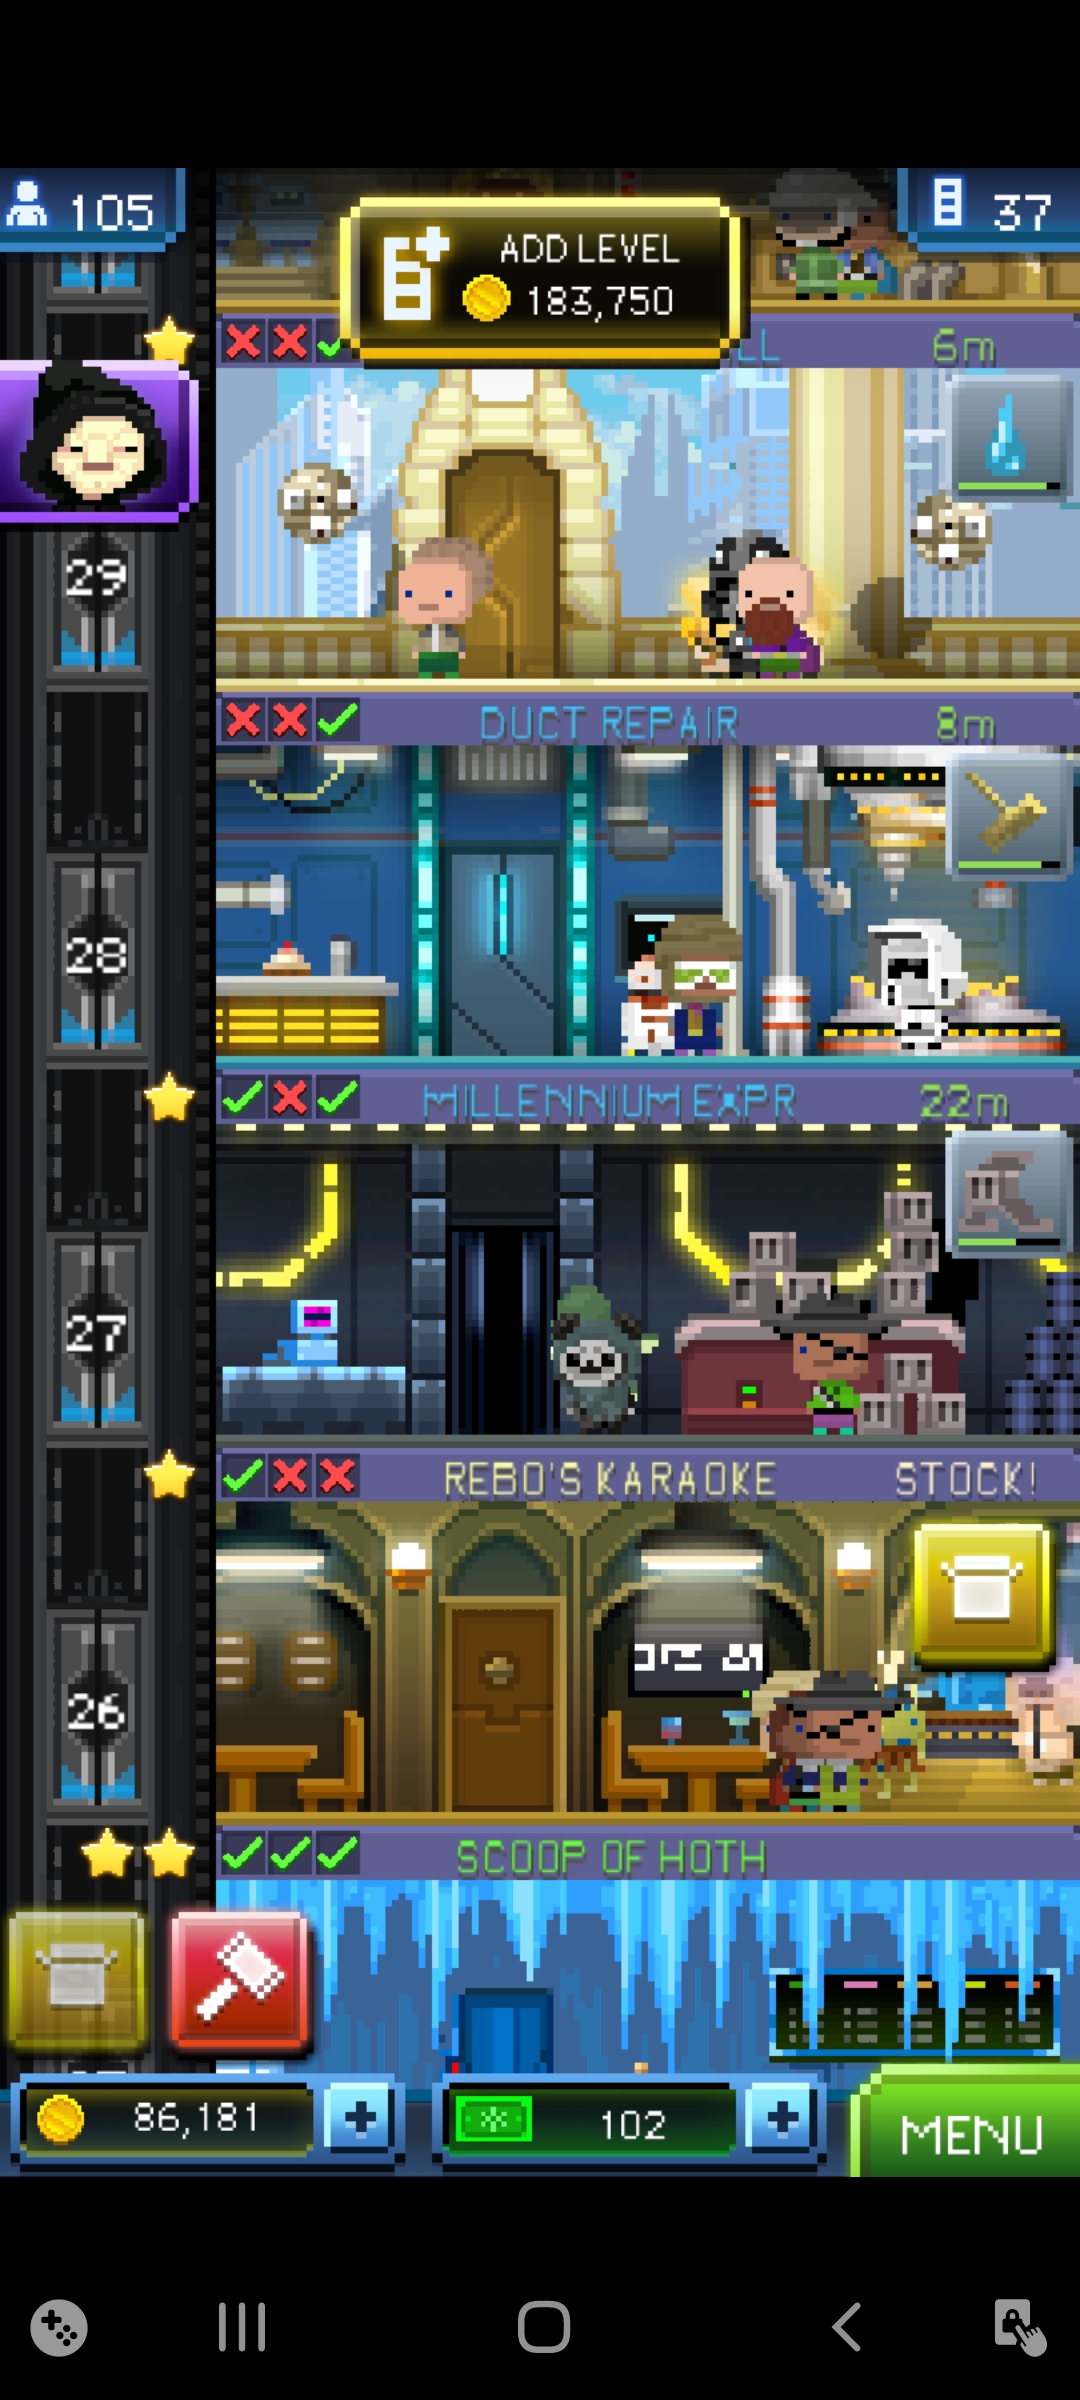 105
37
ADD LEVEL
183,750
LL
6m
29
DUCT REPAIR
8m
28
MILLENNIUM EXPR
22m
27
REBO'S KARAOKE
STOCK!
26
SCOOP OF HOTH
86,181
102
MENU